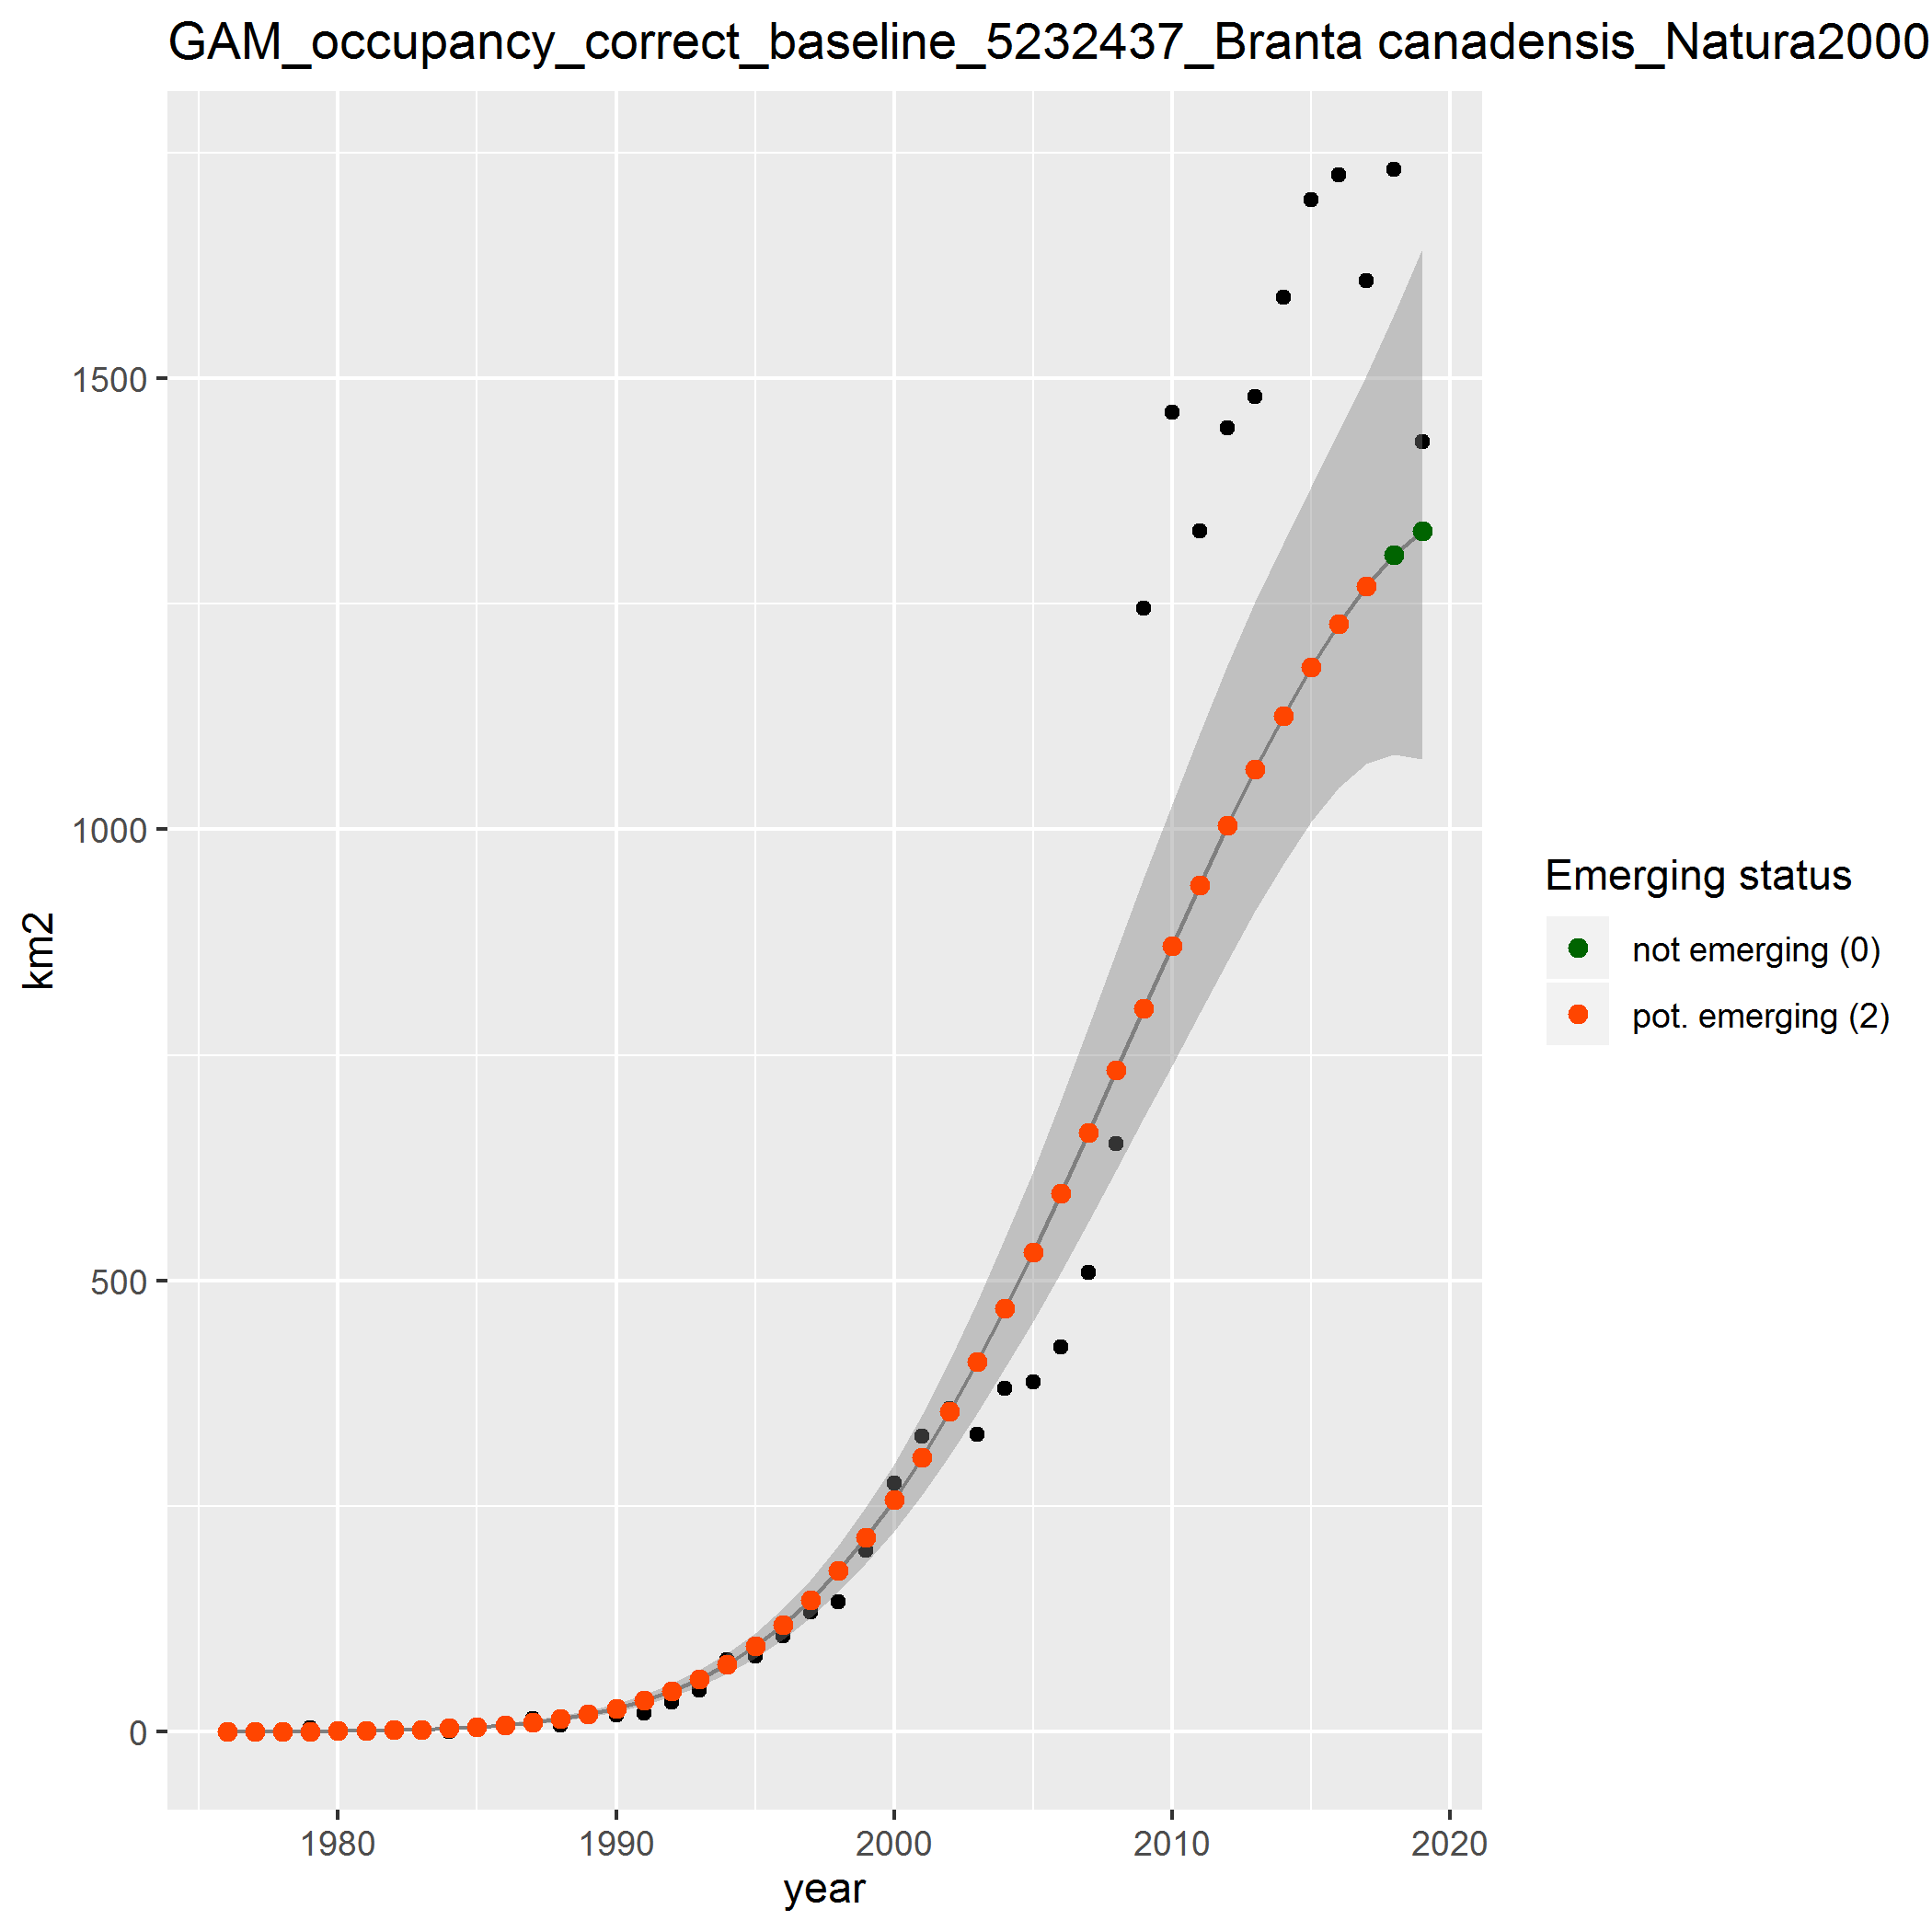 GAM_occupancy_correct_baseline_5232437_Branta canadensis_Natura2000
1500
1000
500
0
km2
1980 1990 2000 2010 2020
year
Emerging status
not emerging (0)
pot. emerging (2)